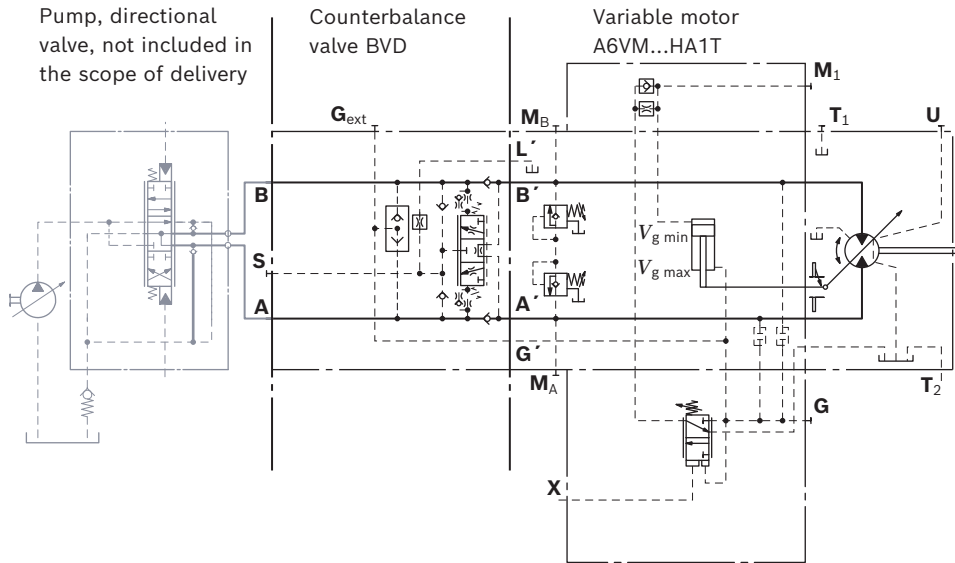 Pump, directional
valve, not included in
the scope of delivery
Counterbalance
valve BVD
Variable motor
A6VM...HA1T
M1
Gext
MB
T1
U
L´
B
B´
Vg min
S
Vg max
A
A´
G´
MA
T2
G
X